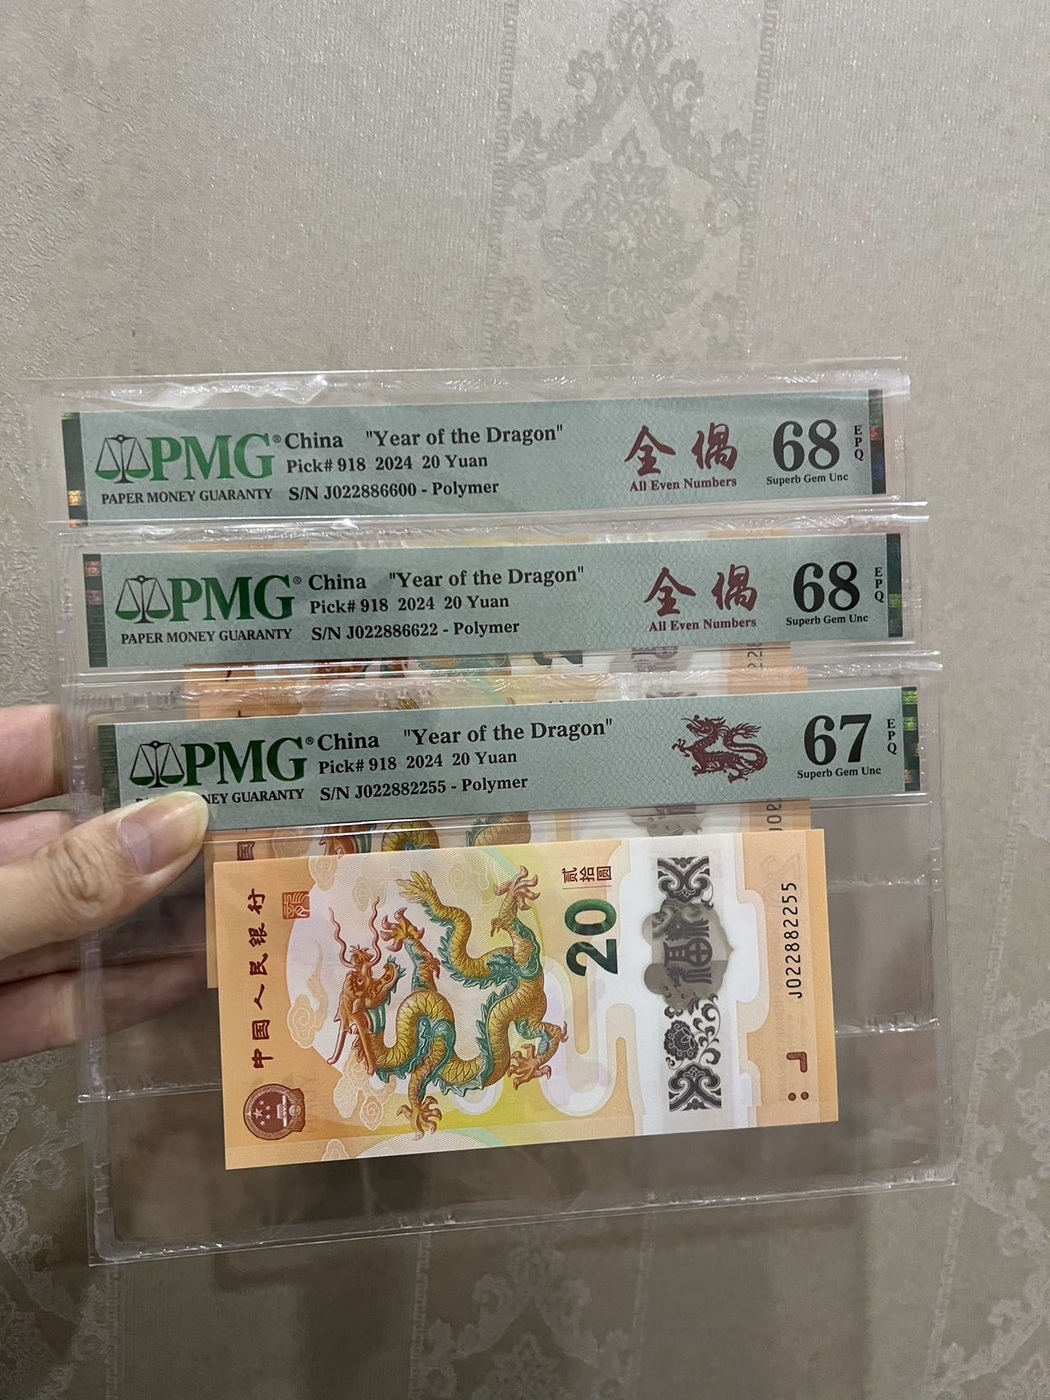 PMG® China "Year of the Dragon" 全偶 68 EPQ
Pick# 918 2024 20 Yuan
PAPER MONEY GUARANTY S/N J022886600 - Polymer All Even Numbers Superb Gem Unc
PMG® China "Year of the Dragon" 全偶 68 EPQ
Pick# 918 2024 20 Yuan
PAPER MONEY GUARANTY S/N J022886622 - Polymer All Even Numbers Superb Gem Unc
PMG® China "Year of the Dragon" 67 EPQ
Pick# 918 2024 20 Yuan
NEY GUARANTY S/N J022882255 - Polymer Superb Gem Unc
中国人民银行
贰拾圆
20
福
J022882255